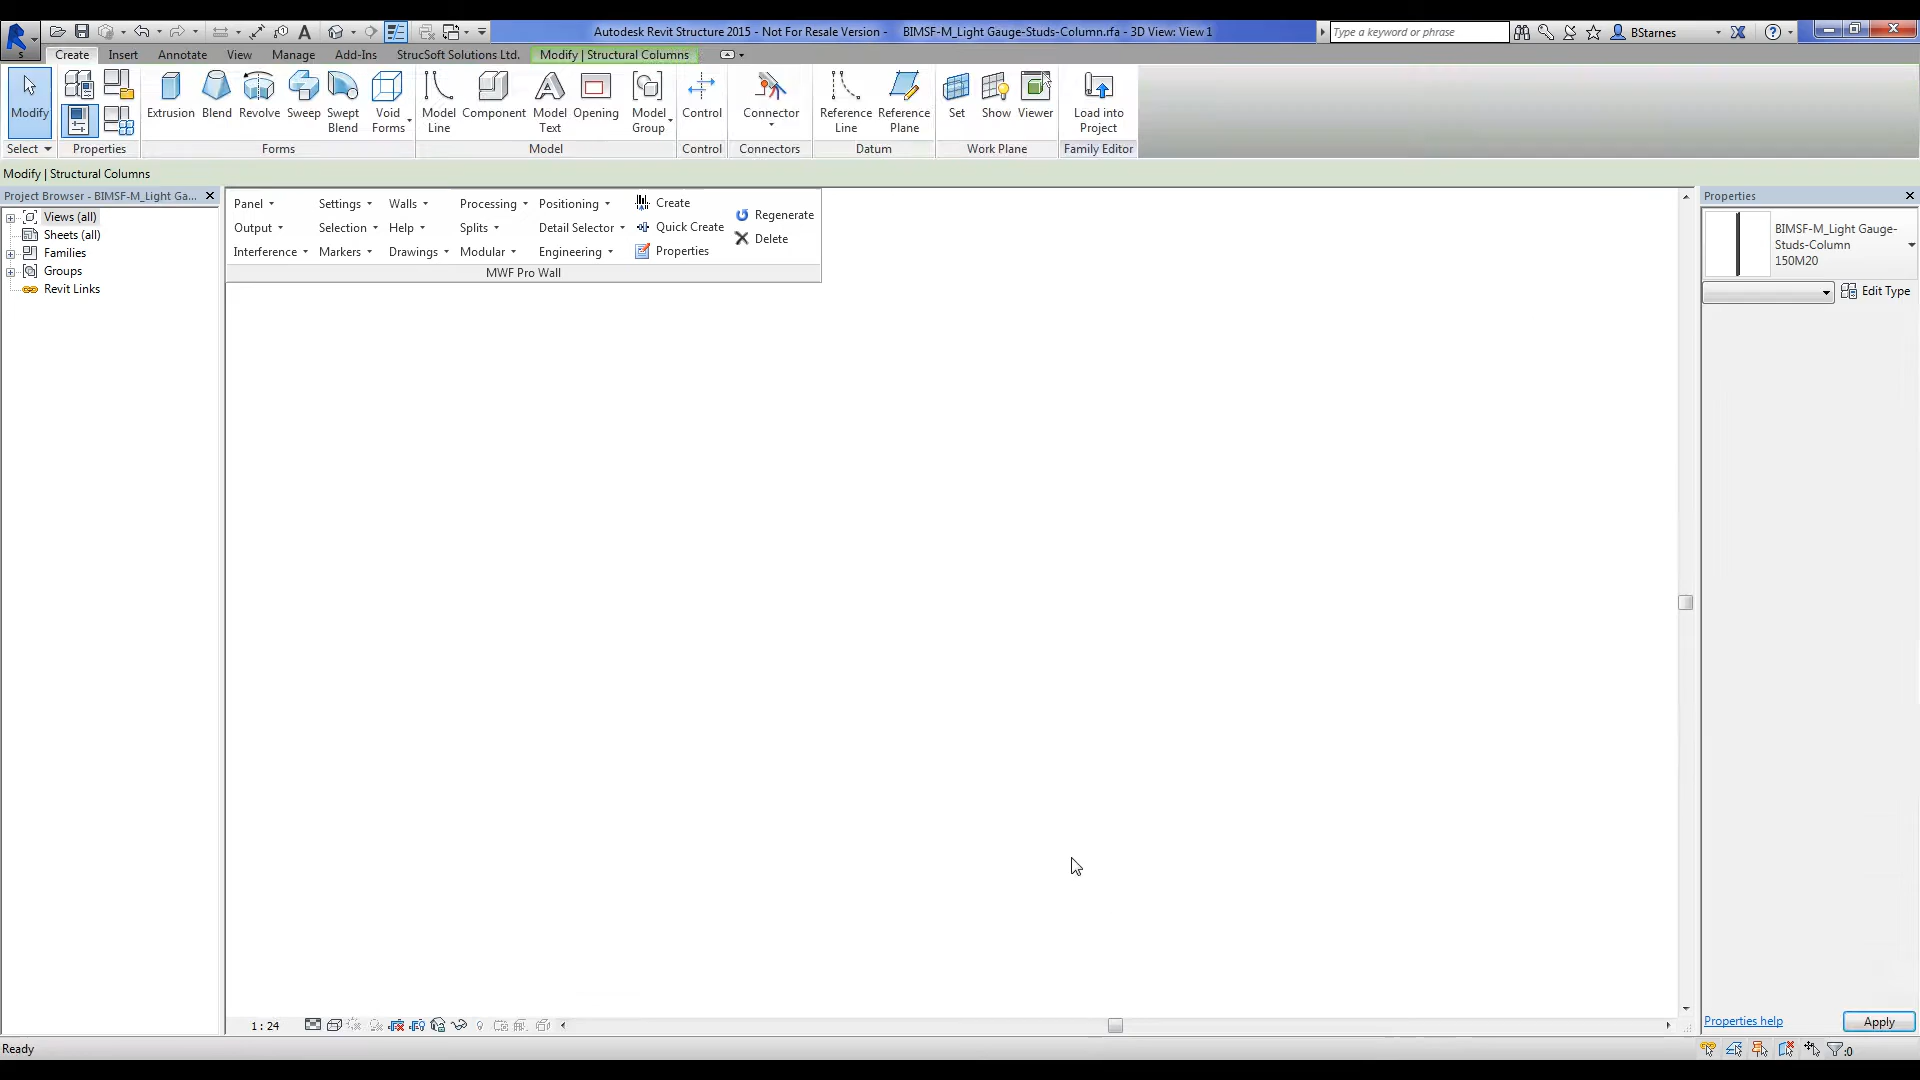 Autodesk Revit Structure 2015 - Not For Resale Version - BIMSF-M_Light Gauge-Studs-Column.rfa - 3D View: View 1
Type a keyword or phrase
BStarnes
Create Insert Annotate View Manage Add-Ins StrucSoft Solutions Ltd. Modify | Structural Columns
Modify Extrusion Blend Revolve Sweep Swept Blend Void Forms Model Line Component Model Text Opening Model Group Control Connector Reference Line Reference Plane Set Show Viewer Load into Project
Select Properties Forms Model Control Connectors Datum Work Plane Family Editor
Modify | Structural Columns
Project Browser - BIMSF-M_Light Ga...
Views (all)
Sheets (all)
Families
Groups
Revit Links
Panel Settings Walls Processing Positioning Create
Output Selection Help Splits Detail Selector Quick Create
Interference Markers Drawings Modular Engineering Properties
Regenerate
Delete
MWF Pro Wall
Properties
BIMSF-M_Light Gauge-
Studs-Column
150M20
Edit Type
1 : 24
Properties help
Apply
Ready
:0